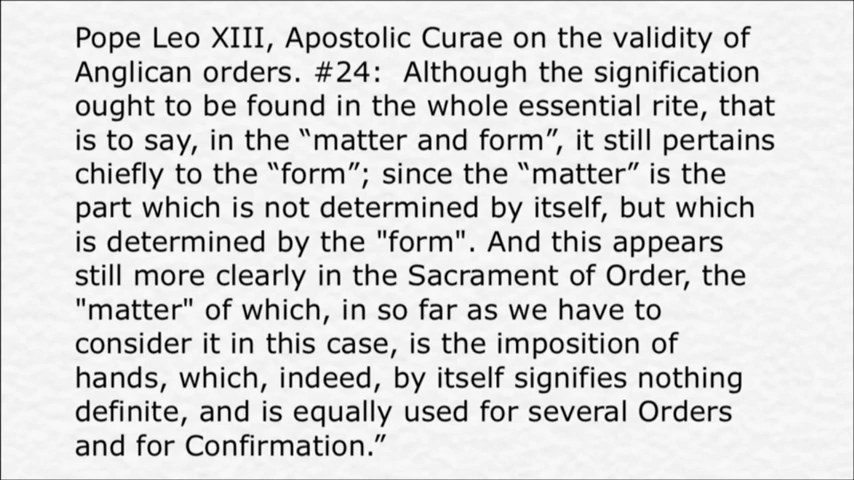 Pope Leo XIII, Apostolic Curae on the validity of
Anglican orders. #24:  Although the signification
ought to be found in the whole essential rite, that
is to say, in the “matter and form”, it still pertains
chiefly to the “form”; since the “matter” is the
part which is not determined by itself, but which
is determined by the "form". And this appears
still more clearly in the Sacrament of Order, the
"matter" of which, in so far as we have to
consider it in this case, is the imposition of
hands, which, indeed, by itself signifies nothing
definite, and is equally used for several Orders
and for Confirmation.”